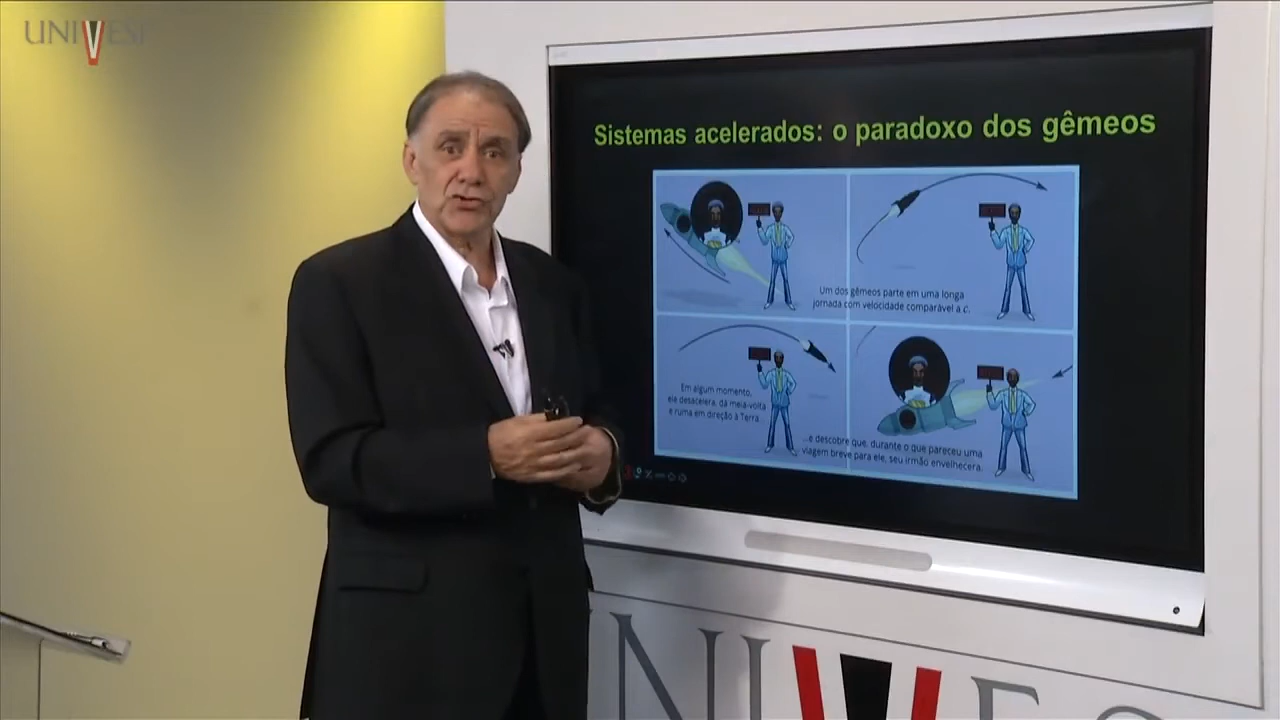 UNIVESP
Sistemas acelerados: o paradoxo dos gêmeos
Um dos gêmeos parte em uma longa
jornada com velocidade comparável a c.
Em algum momento,
ele desacelera, dá meia-volta
e ruma em direção à Terra
...e descobre que, durante o que pareceu uma
viagem breve para ele, seu irmão envelhecera.
UNIVES